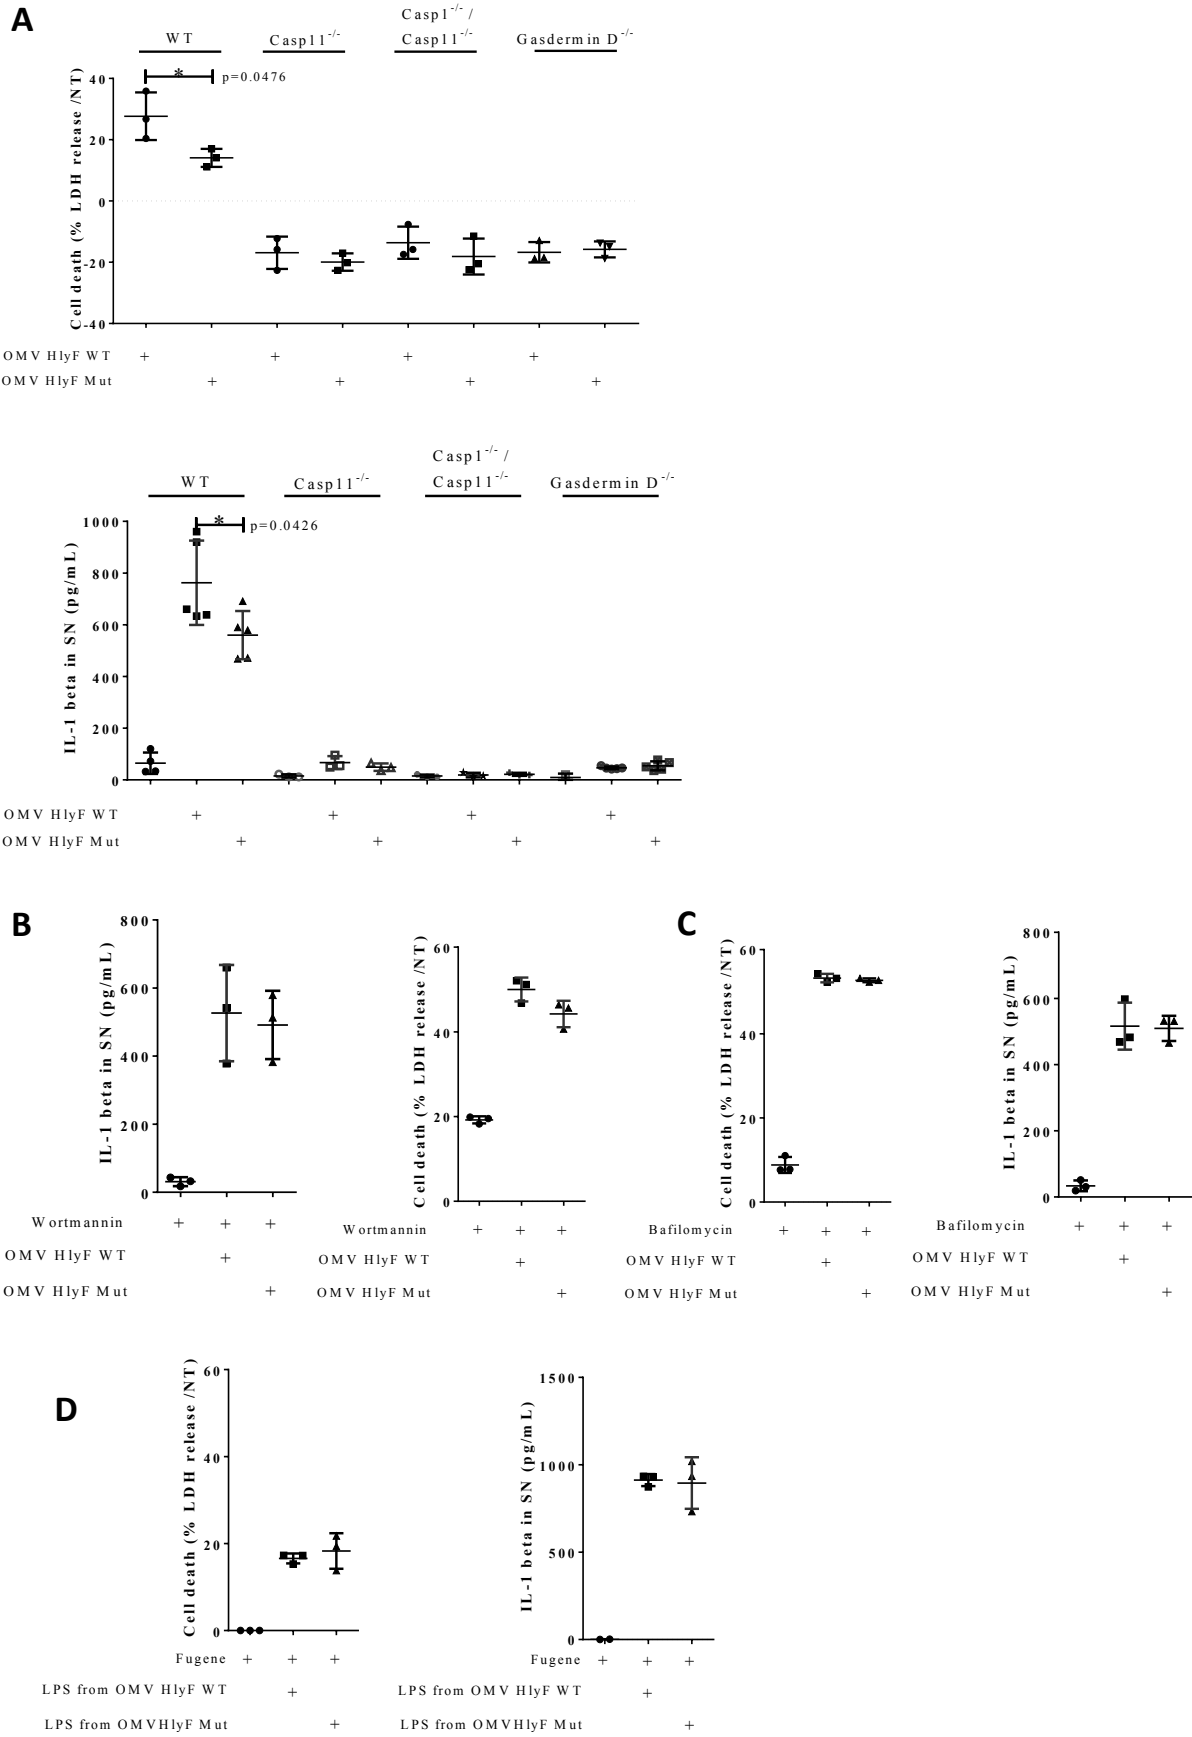 A
WT
Casp11-/-
Casp1-/- /
Casp11-/-
Gasdermin D-/-
* p=0.0476
Cell death (% LDH release /NT)
40
20
0
-20
-40
OMV HlyF WT + + + +
OMV HlyF Mut + + + +
WT
Casp11-/-
Casp1-/- /
Casp11-/-
Gasdermin D-/-
* p=0.0426
IL-1 beta in SN (pg/mL)
1000
800
600
400
200
0
OMV HlyF WT + + + +
OMV HlyF Mut + + + +
B
IL-1 beta in SN (pg/mL)
800
600
400
200
0
Wortmannin + + +
OMV HlyF WT +
OMV HlyF Mut +
Cell death (% LDH release /NT)
60
40
20
0
Wortmannin + + +
OMV HlyF WT +
OMV HlyF Mut +
C
Cell death (% LDH release /NT)
60
40
20
0
Bafilomycin + + +
OMV HlyF WT +
OMV HlyF Mut +
IL-1 beta in SN (pg/mL)
800
600
400
200
0
Bafilomycin + + +
OMV HlyF WT +
OMV HlyF Mut +
D
Cell death (% LDH release /NT)
60
40
20
0
Fugene + + +
LPS from OMV HlyF WT +
LPS from OMVHlyF Mut +
IL-1 beta in SN (pg/mL)
1500
1000
500
0
Fugene + + +
LPS from OMV HlyF WT +
LPS from OMVHlyF Mut +